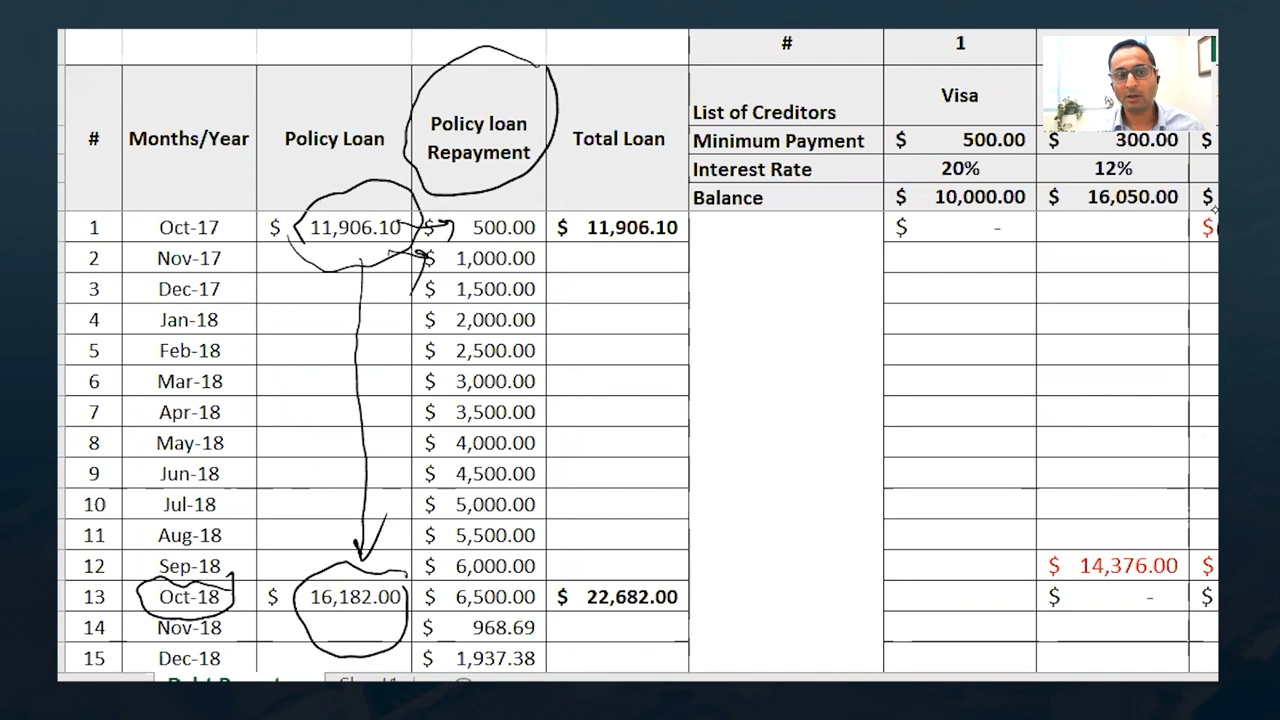 # 1
List of Creditors Visa
# Months/Year Policy Loan Policy loan Repayment Total Loan Minimum Payment $ 500.00 $ 300.00 $
Interest Rate 20% 12%
Balance $ 10,000.00 $ 16,050.00 $
1 Oct-17 $ 11,906.10 $ 500.00 $ 11,906.10 $ - $
2 Nov-17 $ 1,000.00
3 Dec-17 $ 1,500.00
4 Jan-18 $ 2,000.00
5 Feb-18 $ 2,500.00
6 Mar-18 $ 3,000.00
7 Apr-18 $ 3,500.00
8 May-18 $ 4,000.00
9 Jun-18 $ 4,500.00
10 Jul-18 $ 5,000.00
11 Aug-18 $ 5,500.00
12 Sep-18 $ 6,000.00 $ 14,376.00 $
13 Oct-18 $ 16,182.00 $ 6,500.00 $ 22,682.00 $ - $
14 Nov-18 $ 968.69
15 Dec-18 $ 1,937.38